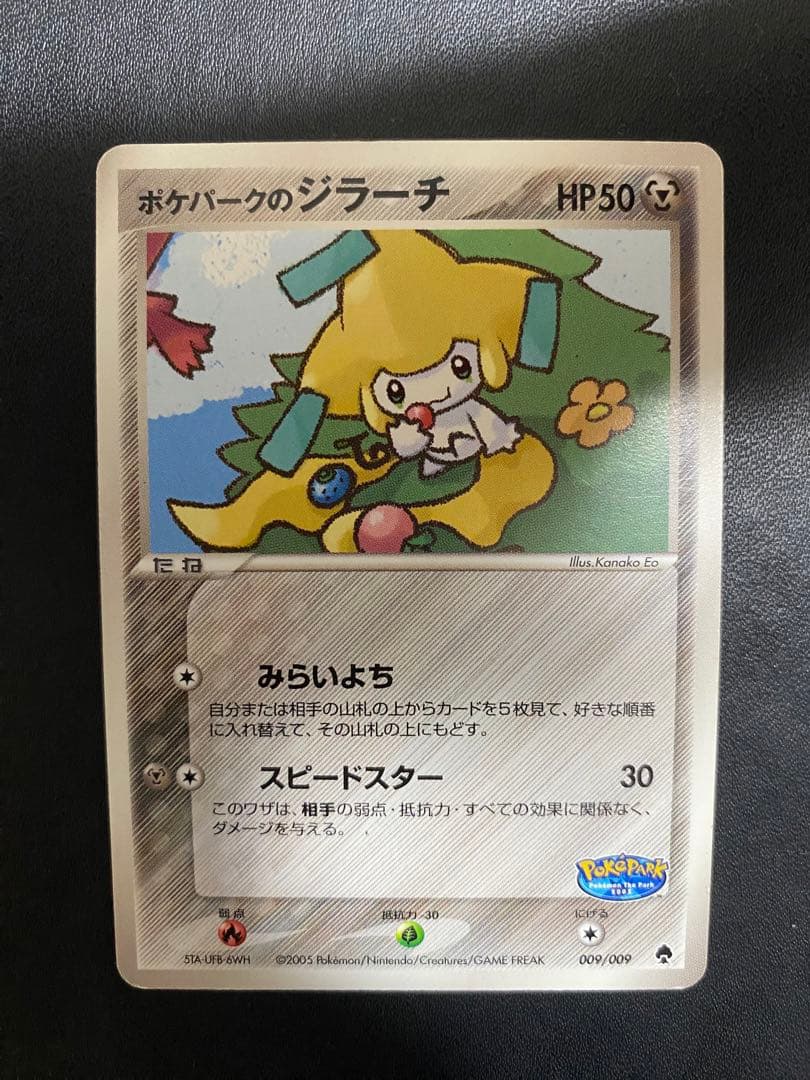 ポケパークのジラーチ HP50
たね Illus.Kanako Eo
みらいよち
自分または相手の山札の上からカードを5枚見て、好きな順番
に入れ替えて、その山札の上にもどす。
スピードスター 30
このワザは、相手の弱点・抵抗力・すべての効果に関係なく、
ダメージを与える。
POKÉPARK
Pokémon The Park
2005
弱点 抵抗力 -30 にげる
5TA-UFB-6WH ©2005 Pokémon/Nintendo/Creatures/GAME FREAK 009/009